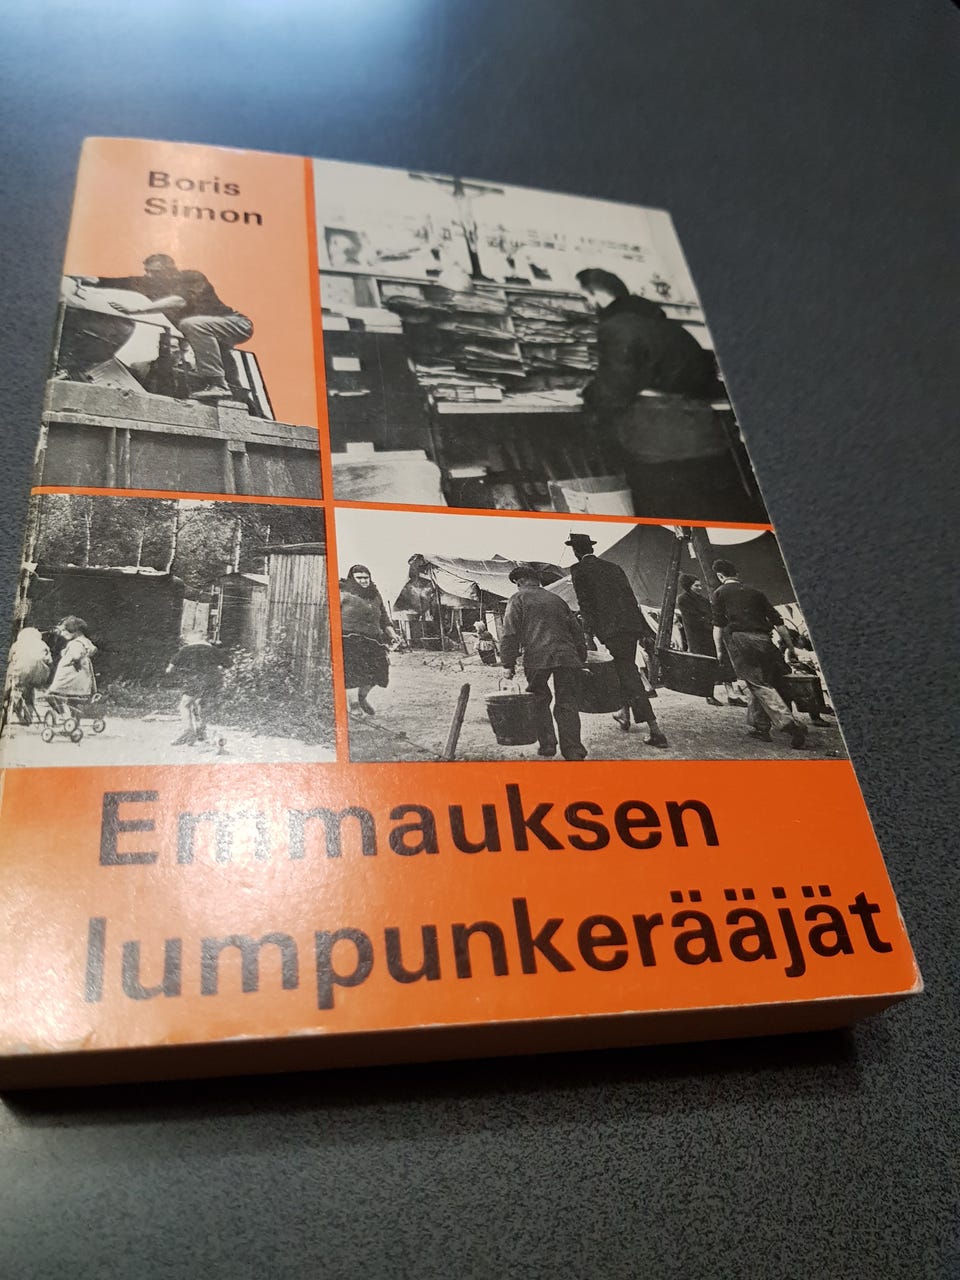 Boris
Simon
Emmauksen
lumpunkerääjät